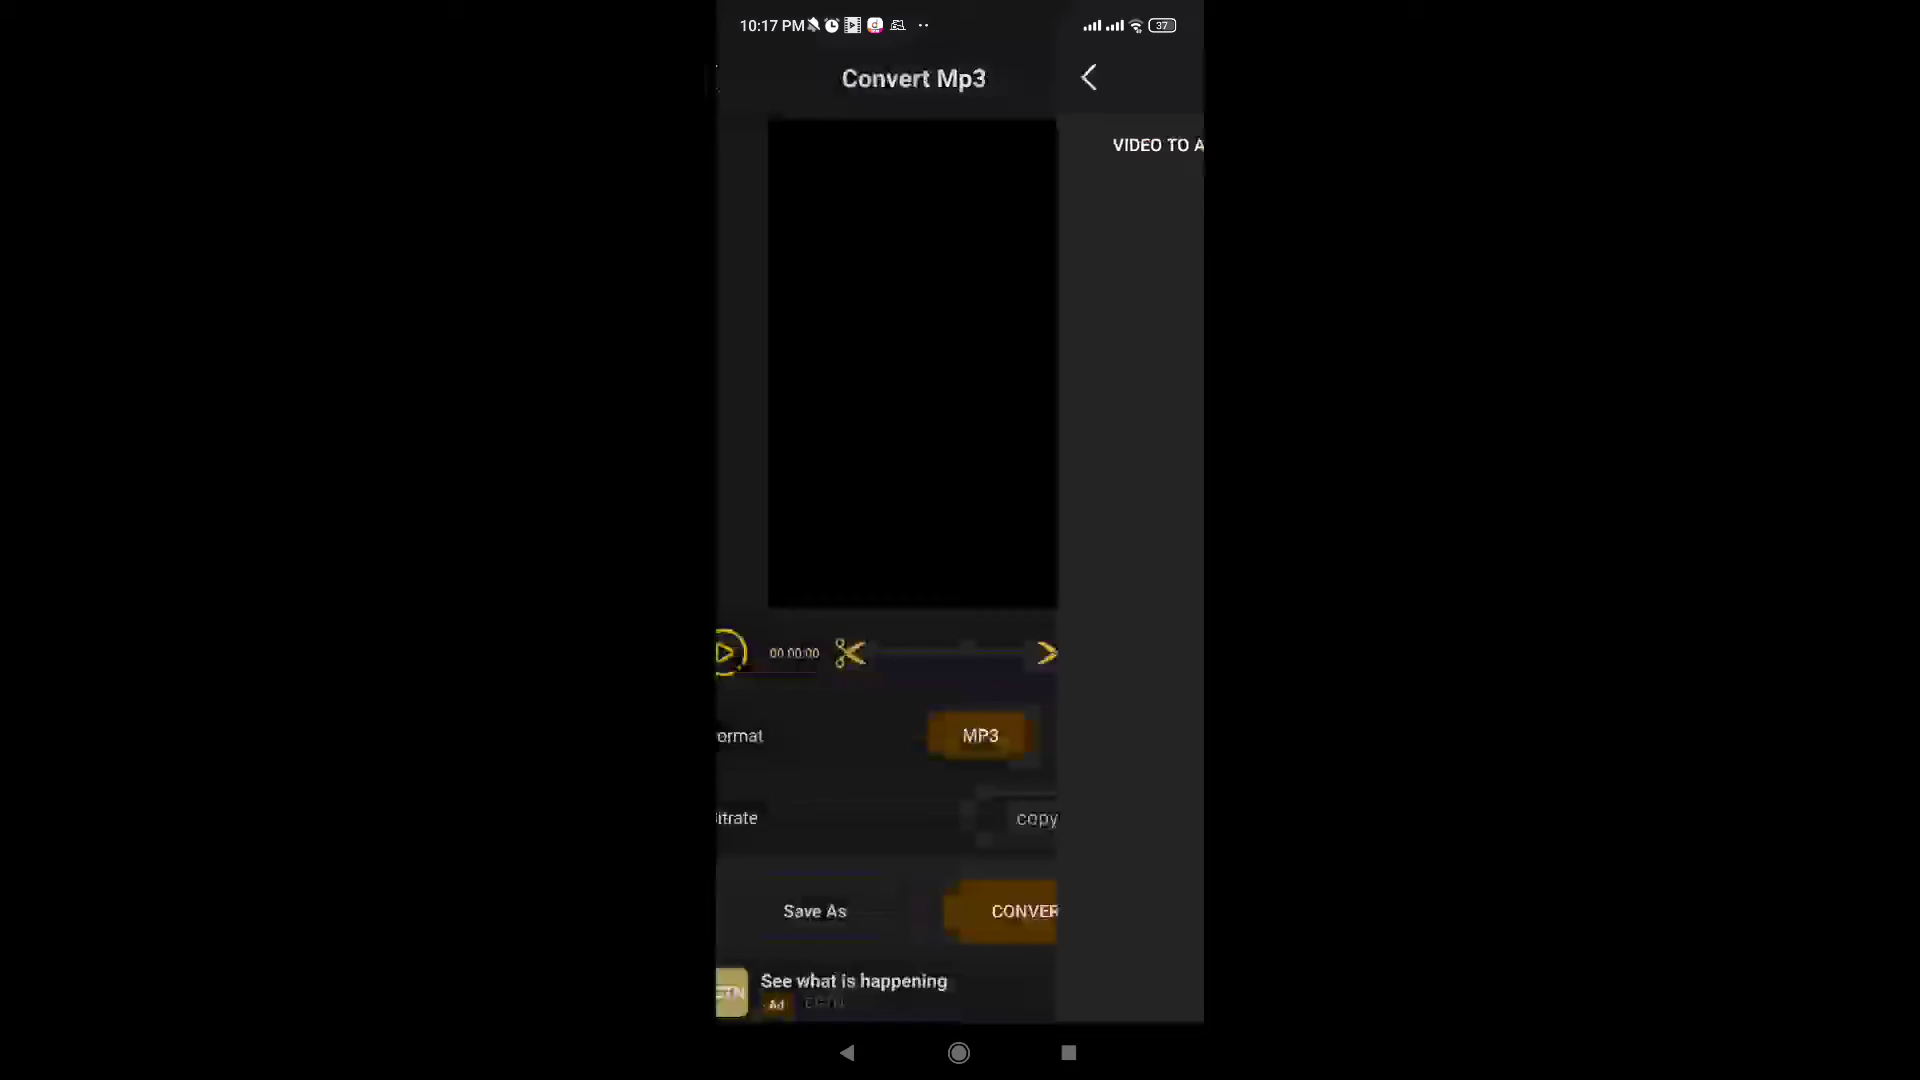 10:17 PM
37
Convert Mp3
VIDEO TO A
00:00:00
ormat
MP3
itrate
copy
Save As
CONVER
See what is happening
Ad